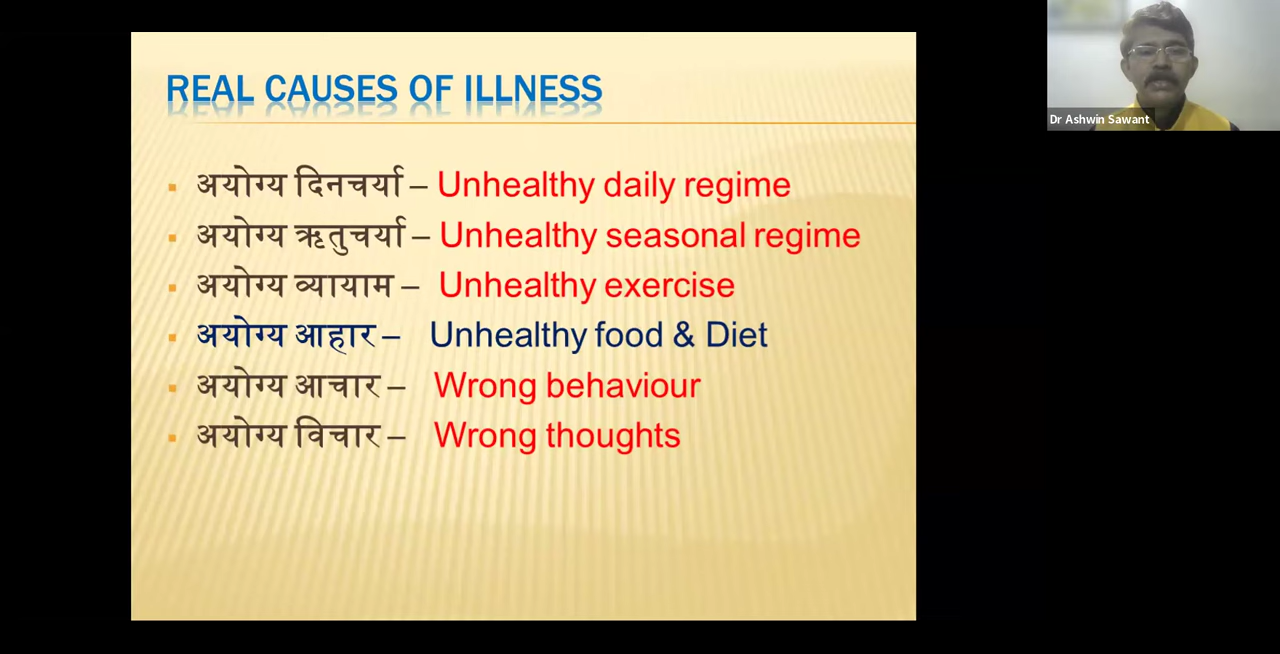 REAL CAUSES OF ILLNESS
अयोग्य दिनचर्या – Unhealthy daily regime
अयोग्य ऋतुचर्या – Unhealthy seasonal regime
अयोग्य व्यायाम – Unhealthy exercise
अयोग्य आहार – Unhealthy food & Diet
अयोग्य आचार – Wrong behaviour
अयोग्य विचार – Wrong thoughts
Dr Ashwin Sawant